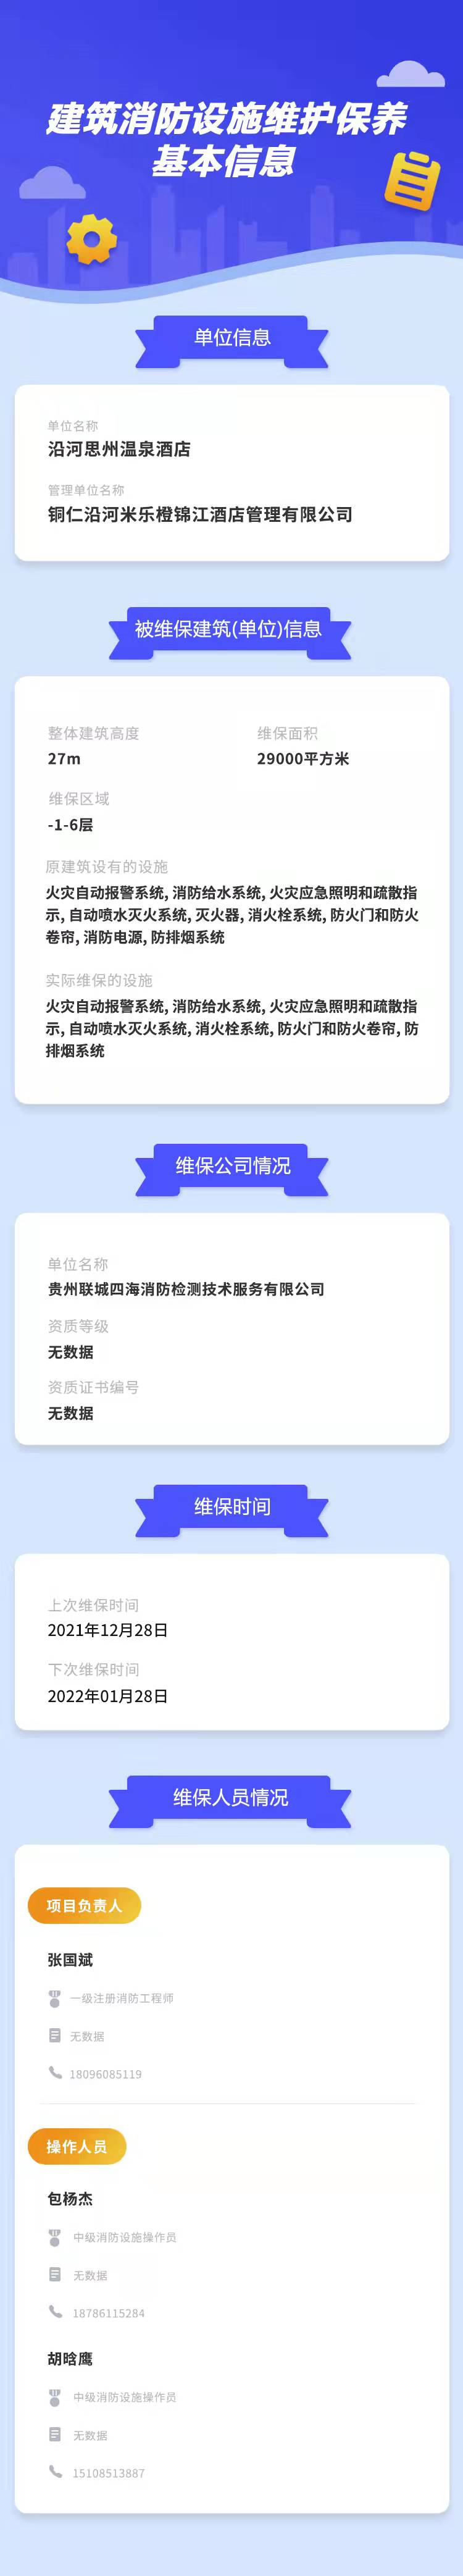 建筑消防设施维护保养
基本信息
单位信息
单位名称
沿河思州温泉酒店
管理单位名称
铜仁沿河米乐橙锦江酒店管理有限公司
被维保建筑(单位)信息
整体建筑高度 维保面积
27m 29000平方米
维保区域
-1-6层
原建筑设有的设施
火灾自动报警系统, 消防给水系统, 火灾应急照明和疏散指
示, 自动喷水灭火系统, 灭火器, 消火栓系统, 防火门和防火
卷帘, 消防电源, 防排烟系统
实际维保的设施
火灾自动报警系统, 消防给水系统, 火灾应急照明和疏散指
示, 自动喷水灭火系统, 消火栓系统, 防火门和防火卷帘, 防
排烟系统
维保公司情况
单位名称
贵州联城四海消防检测技术服务有限公司
资质等级
无数据
资质证书编号
无数据
维保时间
上次维保时间
2021年12月28日
下次维保时间
2022年01月28日
维保人员情况
项目负责人
张国斌
一级注册消防工程师
无数据
18096085119
操作人员
包杨杰
中级消防设施操作员
无数据
18786115284
胡晗鹰
中级消防设施操作员
无数据
15108513887